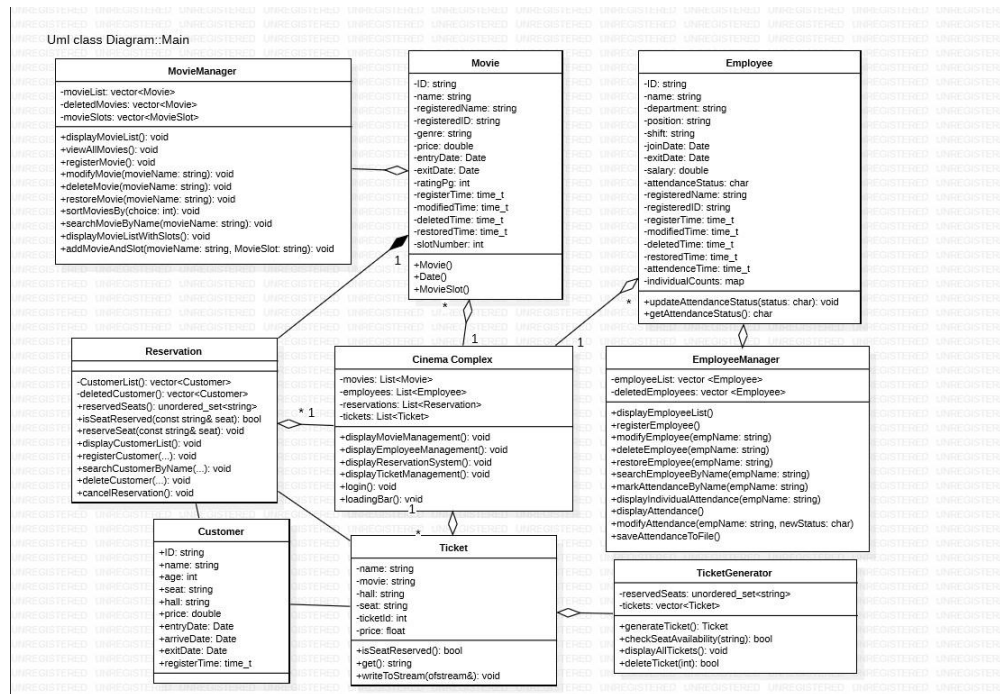 Uml class Diagram::Main
MovieManager
-movieList: vector<Movie>
-deletedMovies: vector<Movie>
-movieSlots: vector<MovieSlot>
+displayMovieList(): void
+viewAllMovies(): void
+registerMovie(): void
+modifyMovie(movieName: string): void
+deleteMovie(movieName: string): void
+restoreMovie(movieName: string): void
+sortMoviesBy(choice: int): void
+searchMovieByName(movieName: string): void
+displayMovieListWithSlots(): void
+addMovieAndSlot(movieName: string, MovieSlot: string): void
Movie
-ID: string
-name: string
-registeredName: string
-registeredID: string
-genre: string
-price: double
-entryDate: Date
-exitDate: Date
-ratingPg: int
-registerTime: time_t
-modifiedTime: time_t
-deletedTime: time_t
-restoredTime: time_t
-slotNumber: int
+Movie()
+Date()
+MovieSlot()
Employee
-ID: string
-name: string
-department: string
-position: string
-shift: string
-joinDate: Date
-exitDate: Date
-salary: double
-attendanceStatus: char
-registeredName: string
-registeredID: string
-registerTime: time_t
-modifiedTime: time_t
-deletedTime: time_t
-restoredTime: time_t
-attendenceTime: time_t
-individualCounts: map
+updateAttendanceStatus(status: char): void
+getAttendanceStatus(): char
1
*
1
*
1
Reservation
-CustomerList(): vector<Customer>
-deletedCustomer(): vector<Customer>
+reservedSeats(): unordered_set<string>
+isSeatReserved(const string& seat): bool
+reserveSeat(const string& seat): void
+displayCustomerList(): void
+registerCustomer(...): void
+searchCustomerByName(...): void
+deleteCustomer(...): void
+cancelReservation(): void
* 1
Cinema Complex
-movies: List<Movie>
-employees: List<Employee>
-reservations: List<Reservation>
-tickets: List<Ticket>
+displayMovieManagement(): void
+displayEmployeeManagement(): void
+displayReservationSystem(): void
+displayTicketManagement(): void
+login(): void
+loadingBar(): void
1
*
EmployeeManager
-employeeList: vector <Employee>
-deletedEmployees: vector <Employee>
+displayEmployeeList()
+registerEmployee()
+modifyEmployee(empName: string)
+deleteEmployee(empName: string)
+restoreEmployee(empName: string)
+searchEmployeeByName(empName: string)
+markAttendanceByName(empName: string)
+displayIndividualAttendance(empName: string)
+displayAttendance()
+modifyAttendance(empName: string, newStatus: char)
+saveAttendanceToFile()
Customer
+ID: string
+name: string
+age: int
+seat: string
+hall: string
+price: double
+entryDate: Date
+arriveDate: Date
+exitDate: Date
+registerTime: time_t
Ticket
-name: string
-movie: string
-hall: string
-seat: string
-ticketId: int
-price: float
+isSeatReserved(): bool
+get(): string
+writeToStream(ofstream&): void
TicketGenerator
-reservedSeats: unordered_set<string>
-tickets: vector<Ticket>
+generateTicket(): Ticket
+checkSeatAvailability(string): bool
+displayAllTickets(): void
+deleteTicket(int): bool